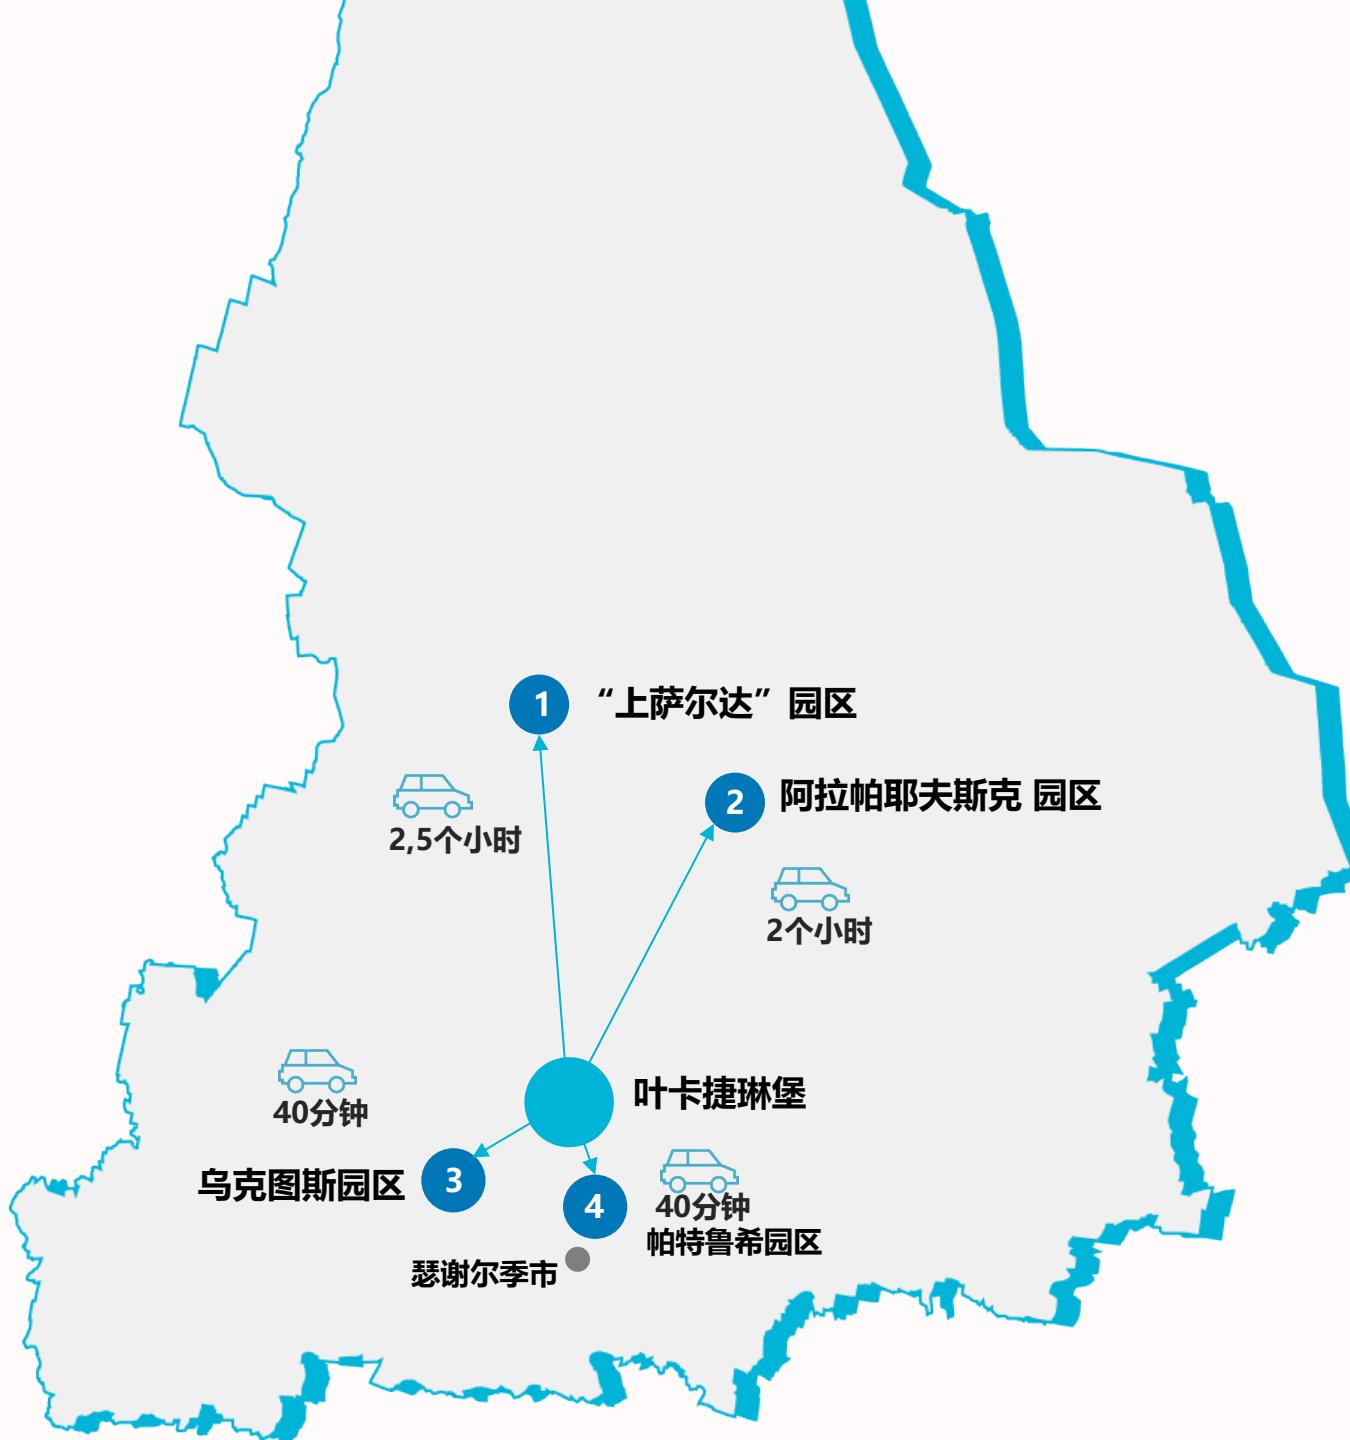 1
“上萨尔达”园区
2
阿拉帕耶夫斯克 园区
2,5个小时
2个小时
叶卡捷琳堡
40分钟
3
乌克图斯园区
4
40分钟
帕特鲁希园区
瑟谢尔季市